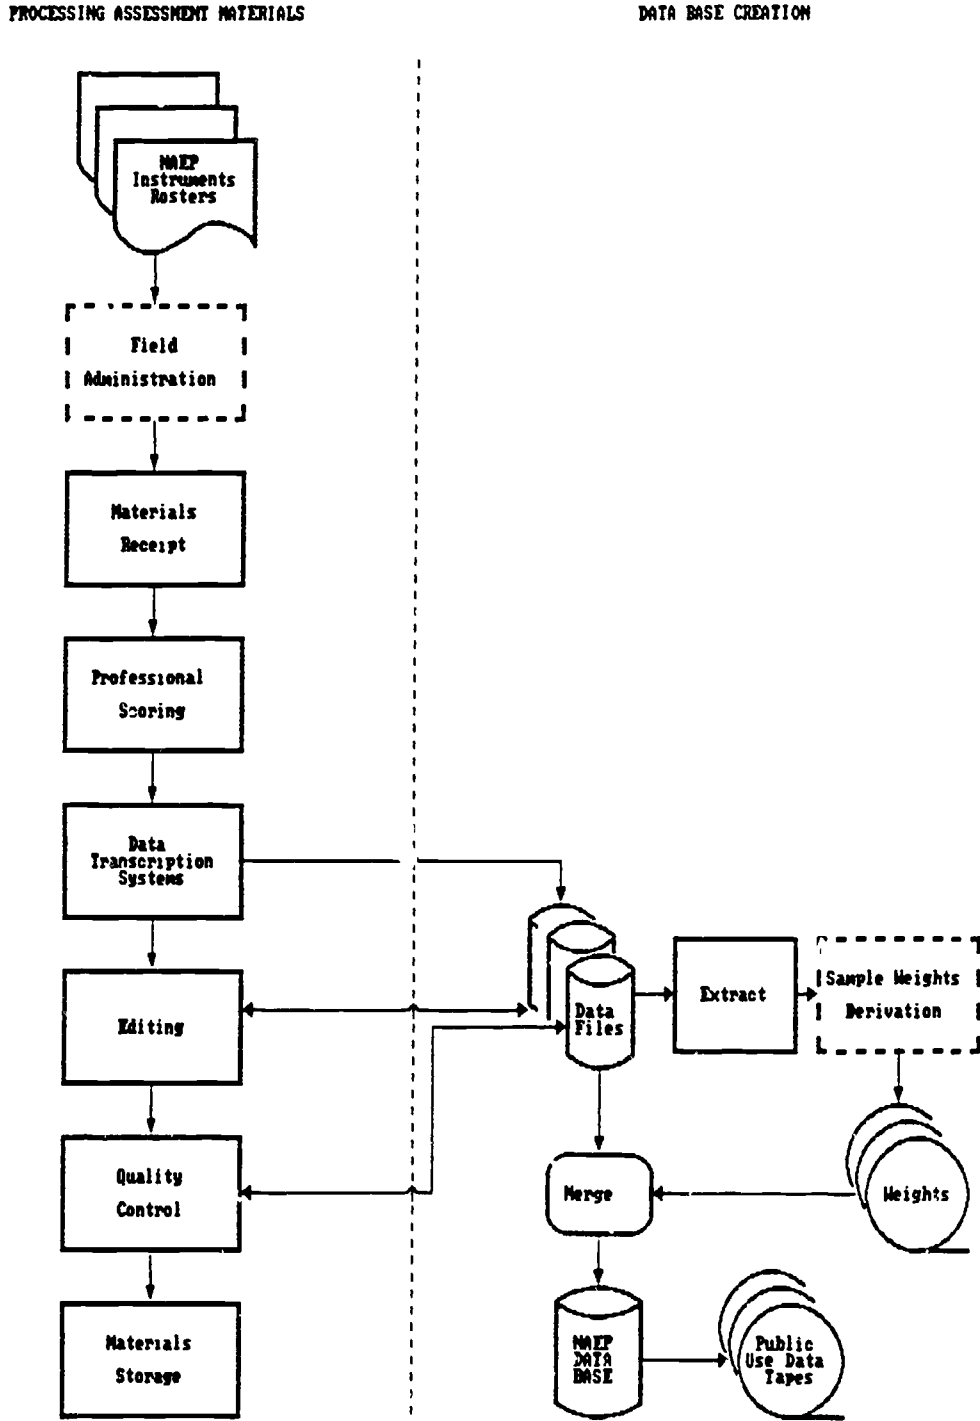 PROCESSING ASSESSMENT MATERIALS
DATA BASE CREATION
NAEP
Instruments
Rosters
Field
Administration
Materials
Receipt
Professional
Scoring
Data
Transcription
Systems
Editing
Quality
Control
Materials
Storage
Data
Files
Extract
Sample Weights
Derivation
Merge
Weights
NAEP
DATA
BASE
Public
Use Data
Tapes